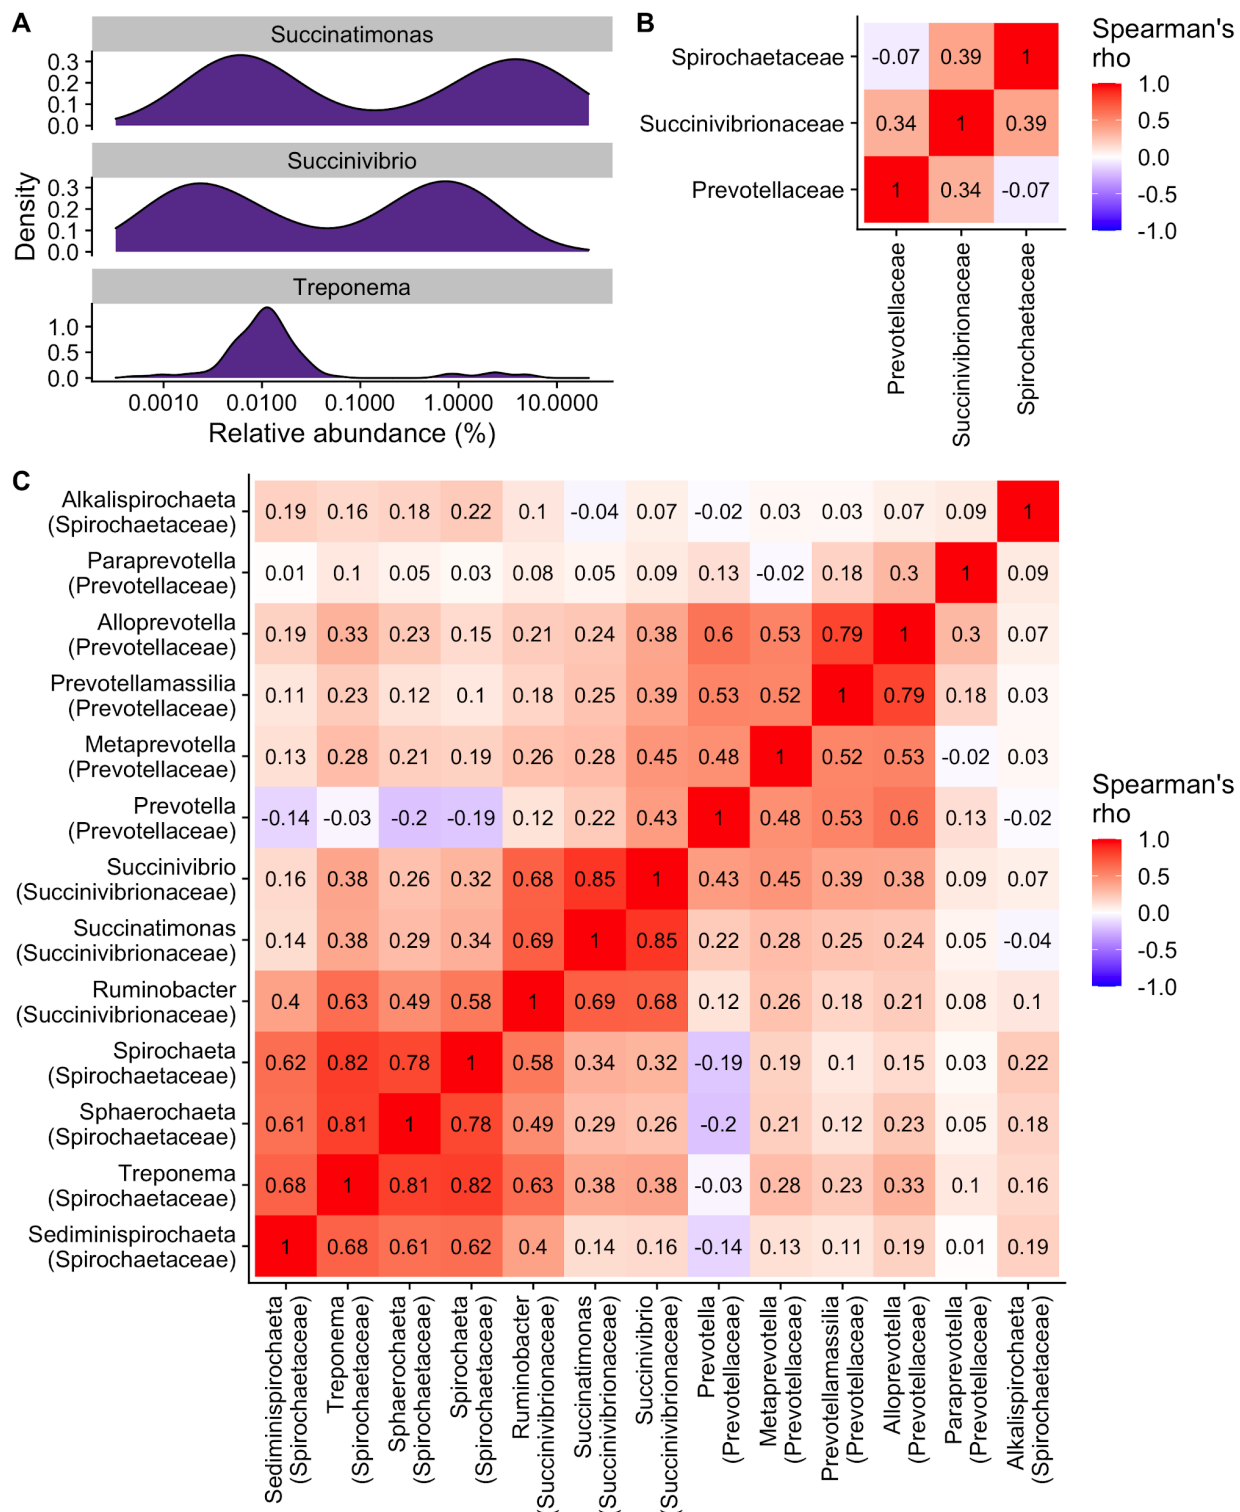 A
Succinatimonas
0.3
0.2
0.1
0.0
Succinivibrio
0.3
0.2
0.1
0.0
Treponema
1.0
0.5
0.0
Density
0.0010 0.0100 0.1000 1.0000 10.0000
Relative abundance (%)
B
Spirochaetaceae -0.07 0.39 1
Succinivibrionaceae 0.34 1 0.39
Prevotellaceae 1 0.34 -0.07
Prevotellaceae
Succinivibrionaceae
Spirochaetaceae
Spearman's
rho
1.0
0.5
0.0
-0.5
-1.0
C
Alkalispirochaeta
(Spirochaetaceae) 0.19 0.16 0.18 0.22 0.1 -0.04 0.07 -0.02 0.03 0.03 0.07 0.09 1
Paraprevotella
(Prevotellaceae) 0.01 0.1 0.05 0.03 0.08 0.05 0.09 0.13 -0.02 0.18 0.3 1 0.09
Alloprevotella
(Prevotellaceae) 0.19 0.33 0.23 0.15 0.21 0.24 0.38 0.6 0.53 0.79 1 0.3 0.07
Prevotellamassilia
(Prevotellaceae) 0.11 0.23 0.12 0.1 0.18 0.25 0.39 0.53 0.52 1 0.79 0.18 0.03
Metaprevotella
(Prevotellaceae) 0.13 0.28 0.21 0.19 0.26 0.28 0.45 0.48 1 0.52 0.53 -0.02 0.03
Prevotella
(Prevotellaceae) -0.14 -0.03 -0.2 -0.19 0.12 0.22 0.43 1 0.48 0.53 0.6 0.13 -0.02
Succinivibrio
(Succinivibrionaceae) 0.16 0.38 0.26 0.32 0.68 0.85 1 0.43 0.45 0.39 0.38 0.09 0.07
Succinatimonas
(Succinivibrionaceae) 0.14 0.38 0.29 0.34 0.69 1 0.85 0.22 0.28 0.25 0.24 0.05 -0.04
Ruminobacter
(Succinivibrionaceae) 0.4 0.63 0.49 0.58 1 0.69 0.68 0.12 0.26 0.18 0.21 0.08 0.1
Spirochaeta
(Spirochaetaceae) 0.62 0.82 0.78 1 0.58 0.34 0.32 -0.19 0.19 0.1 0.15 0.03 0.22
Sphaerochaeta
(Spirochaetaceae) 0.61 0.81 1 0.78 0.49 0.29 0.26 -0.2 0.21 0.12 0.23 0.05 0.18
Treponema
(Spirochaetaceae) 0.68 1 0.81 0.82 0.63 0.38 0.38 -0.03 0.28 0.23 0.33 0.1 0.16
Sediminispirochaeta
(Spirochaetaceae) 1 0.68 0.61 0.62 0.4 0.14 0.16 -0.14 0.13 0.11 0.19 0.01 0.19
Sediminispirochaeta
(Spirochaetaceae)
Treponema
(Spirochaetaceae)
Sphaerochaeta
(Spirochaetaceae)
Spirochaeta
(Spirochaetaceae)
Ruminobacter
(Succinivibrionaceae)
Succinatimonas
(Succinivibrionaceae)
Succinivibrio
(Succinivibrionaceae)
Prevotella
(Prevotellaceae)
Metaprevotella
(Prevotellaceae)
Prevotellamassilia
(Prevotellaceae)
Alloprevotella
(Prevotellaceae)
Paraprevotella
(Prevotellaceae)
Alkalispirochaeta
(Spirochaetaceae)
Spearman's
rho
1.0
0.5
0.0
-0.5
-1.0